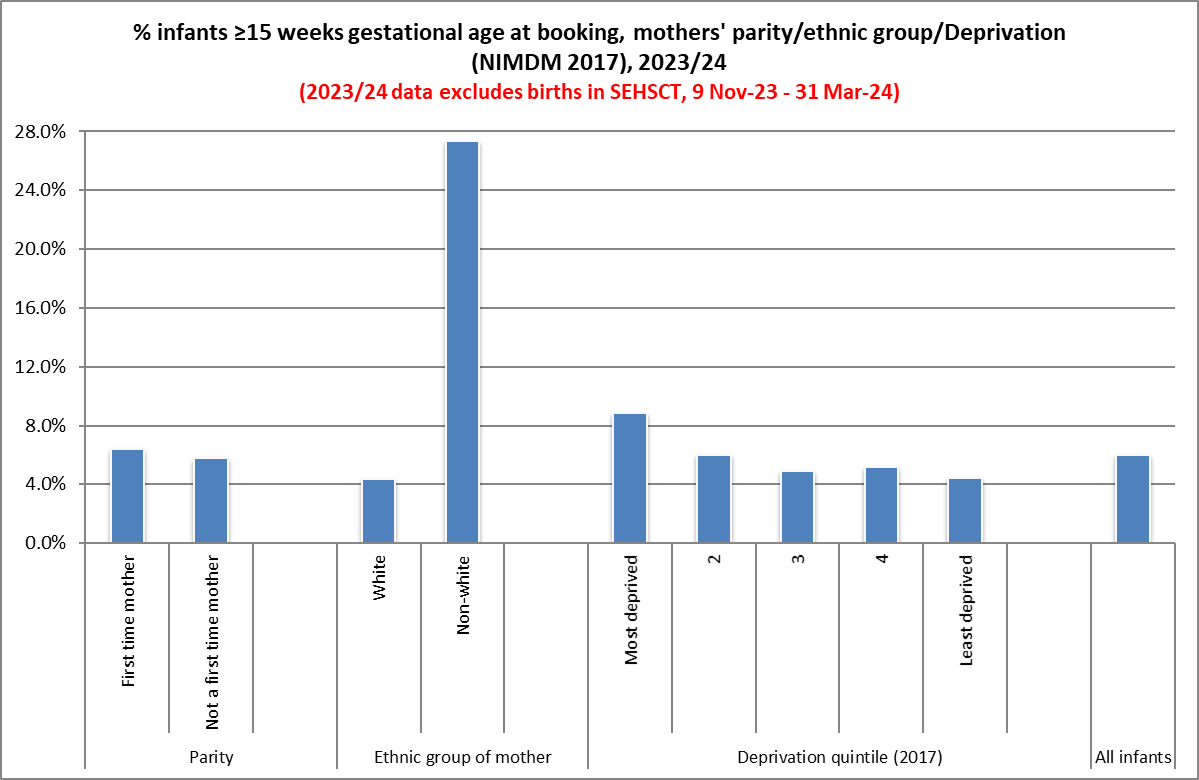 % infants ≥15 weeks gestational age at booking, mothers' parity/ethnic group/Deprivation
(NIMDM 2017), 2023/24
(2023/24 data excludes births in SEHSCT, 9 Nov-23 - 31 Mar-24)
28.0%
24.0%
20.0%
16.0%
12.0%
8.0%
4.0%
0.0%
First time mother
Not a first time mother
White
Non-white
Most deprived
2
3
4
Least deprived
Parity
Ethnic group of mother
Deprivation quintile (2017)
All infants